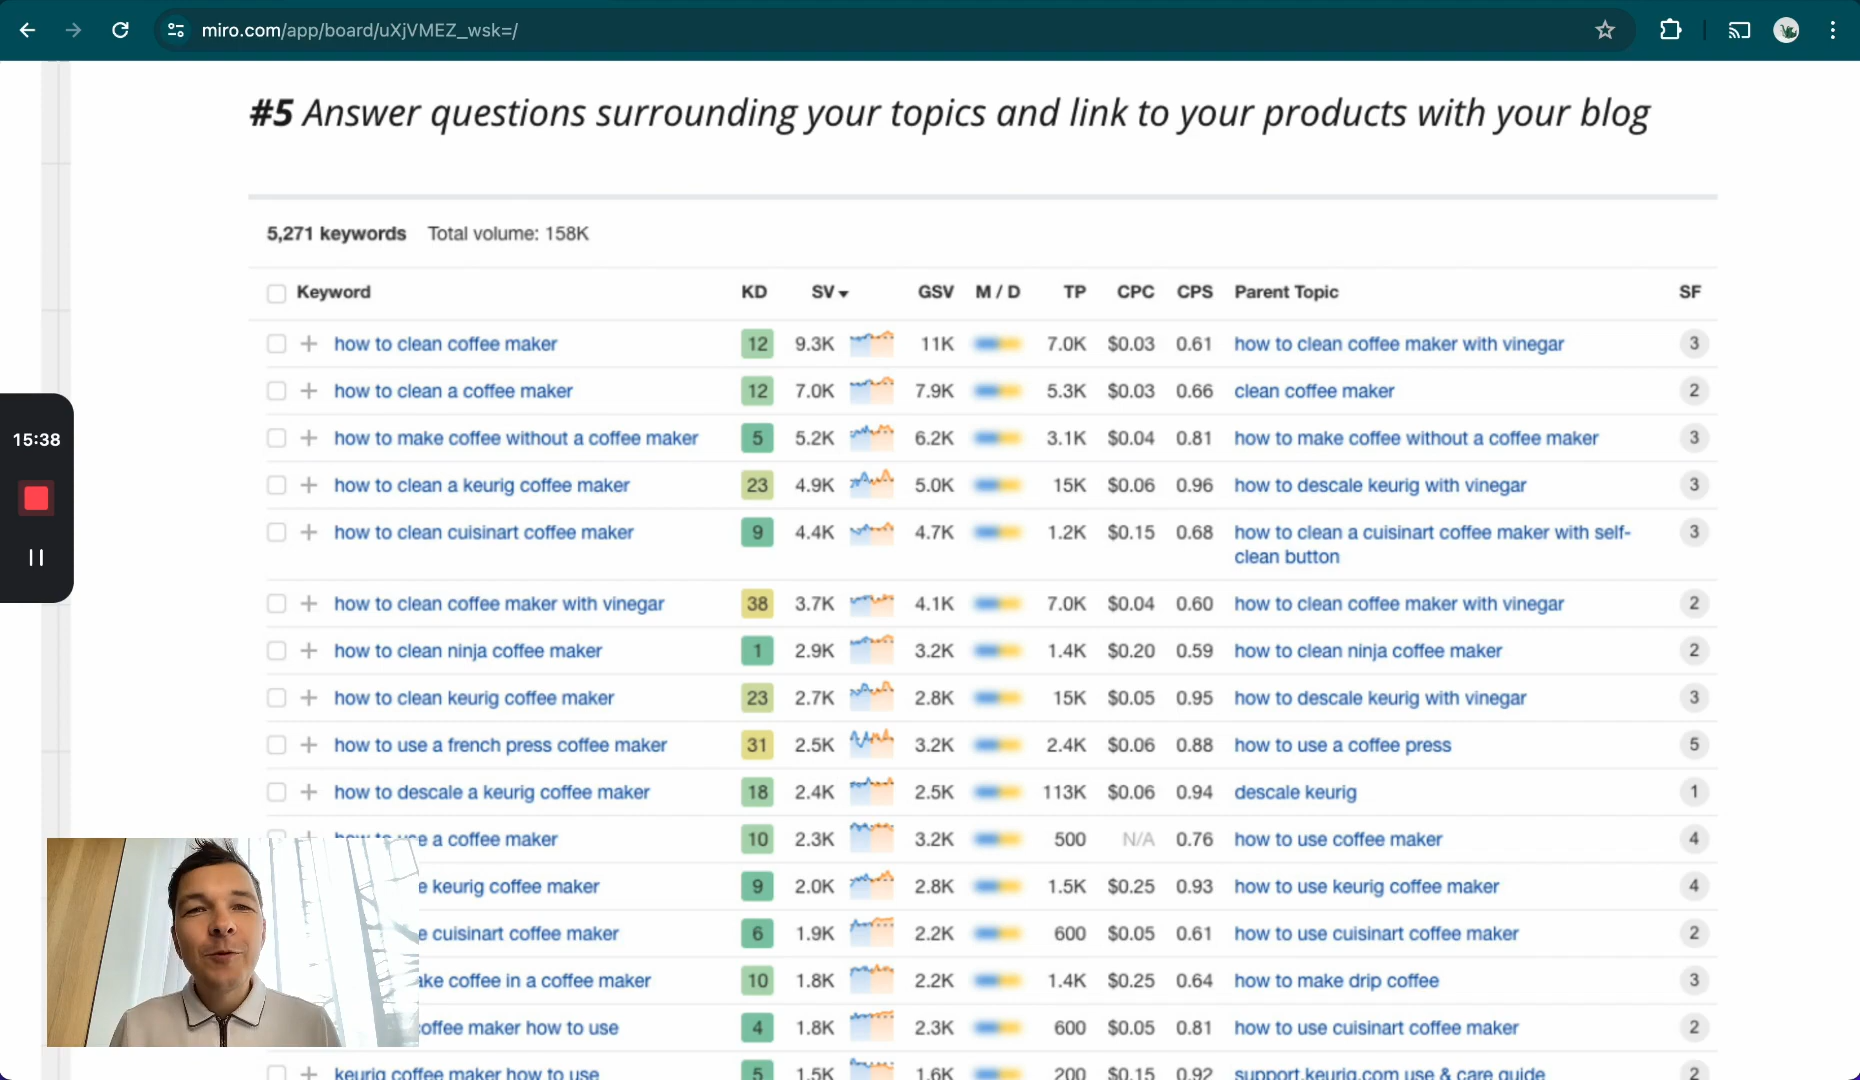 miro.com/app/board/uXjVMEZ_wsk=/
#5 Answer questions surrounding your topics and link to your products with your blog
5,271 keywords Total volume: 158K
Keyword KD SV GSV M / D TP CPC CPS Parent Topic SF
how to clean coffee maker 12 9.3K 11K 7.0K $0.03 0.61 how to clean coffee maker with vinegar 3
how to clean a coffee maker 12 7.0K 7.9K 5.3K $0.03 0.66 clean coffee maker 2
how to make coffee without a coffee maker 5 5.2K 6.2K 3.1K $0.04 0.81 how to make coffee without a coffee maker 3
15:38
how to clean a keurig coffee maker 23 4.9K 5.0K 15K $0.06 0.96 how to descale keurig with vinegar 3
how to clean cuisinart coffee maker 9 4.4K 4.7K 1.2K $0.15 0.68 how to clean a cuisinart coffee maker with self-
clean button 3
how to clean coffee maker with vinegar 38 3.7K 4.1K 7.0K $0.04 0.60 how to clean coffee maker with vinegar 2
how to clean ninja coffee maker 1 2.9K 3.2K 1.4K $0.20 0.59 how to clean ninja coffee maker 2
how to clean keurig coffee maker 23 2.7K 2.8K 15K $0.05 0.95 how to descale keurig with vinegar 3
how to use a french press coffee maker 31 2.5K 3.2K 2.4K $0.06 0.88 how to use a coffee press 5
how to descale a keurig coffee maker 18 2.4K 2.5K 113K $0.06 0.94 descale keurig 1
a coffee maker 10 2.3K 3.2K 500 N/A 0.76 how to use coffee maker 4
keurig coffee maker 9 2.0K 2.8K 1.5K $0.25 0.93 how to use keurig coffee maker 4
cuisinart coffee maker 6 1.9K 2.2K 600 $0.05 0.61 how to use cuisinart coffee maker 2
coffee in a coffee maker 10 1.8K 2.2K 1.4K $0.25 0.64 how to make drip coffee 3
maker how to use 4 1.8K 2.3K 600 $0.05 0.81 how to use cuisinart coffee maker 2
keurig coffee maker how to use 5 1.5K 1.6K 200 $0.15 0.92 support.keurig.com use & care guide 2